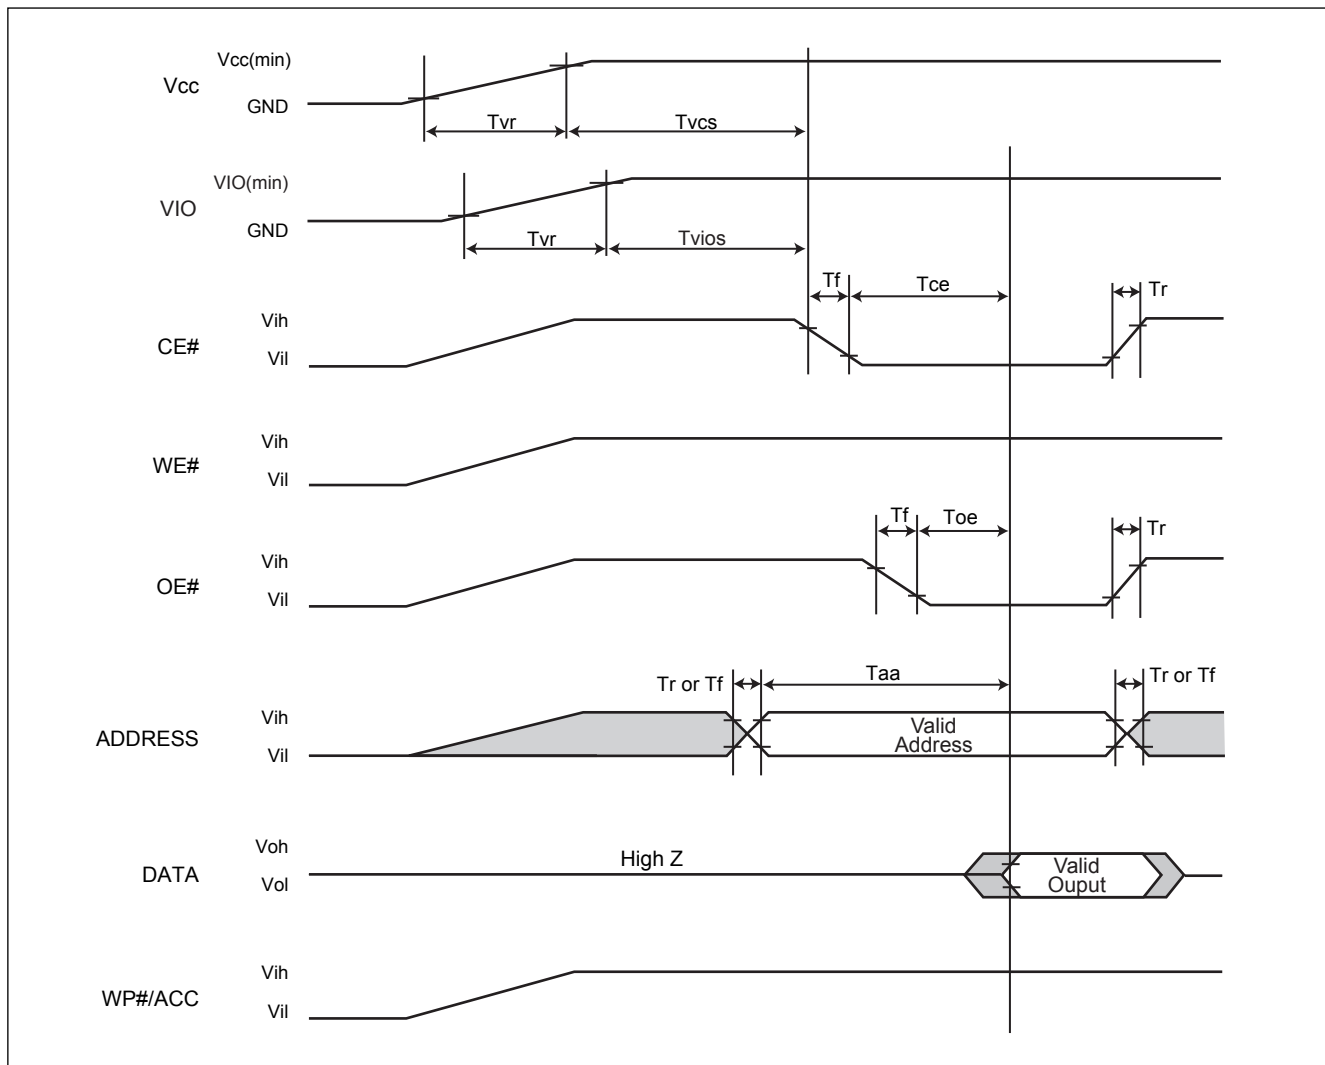 Vcc(min)
Vcc
GND
Tvr
Tvcs
VIO(min)
VIO
GND
Tvr
Tvios
Tf
Tce
Tr
Vih
CE#
Vil
Vih
WE#
Vil
Tf
Toe
Tr
Vih
OE#
Vil
Tr or Tf
Taa
Tr or Tf
Vih
ADDRESS
Vil
Valid
Address
Voh
DATA
Vol
High Z
Valid
Ouput
Vih
WP#/ACC
Vil